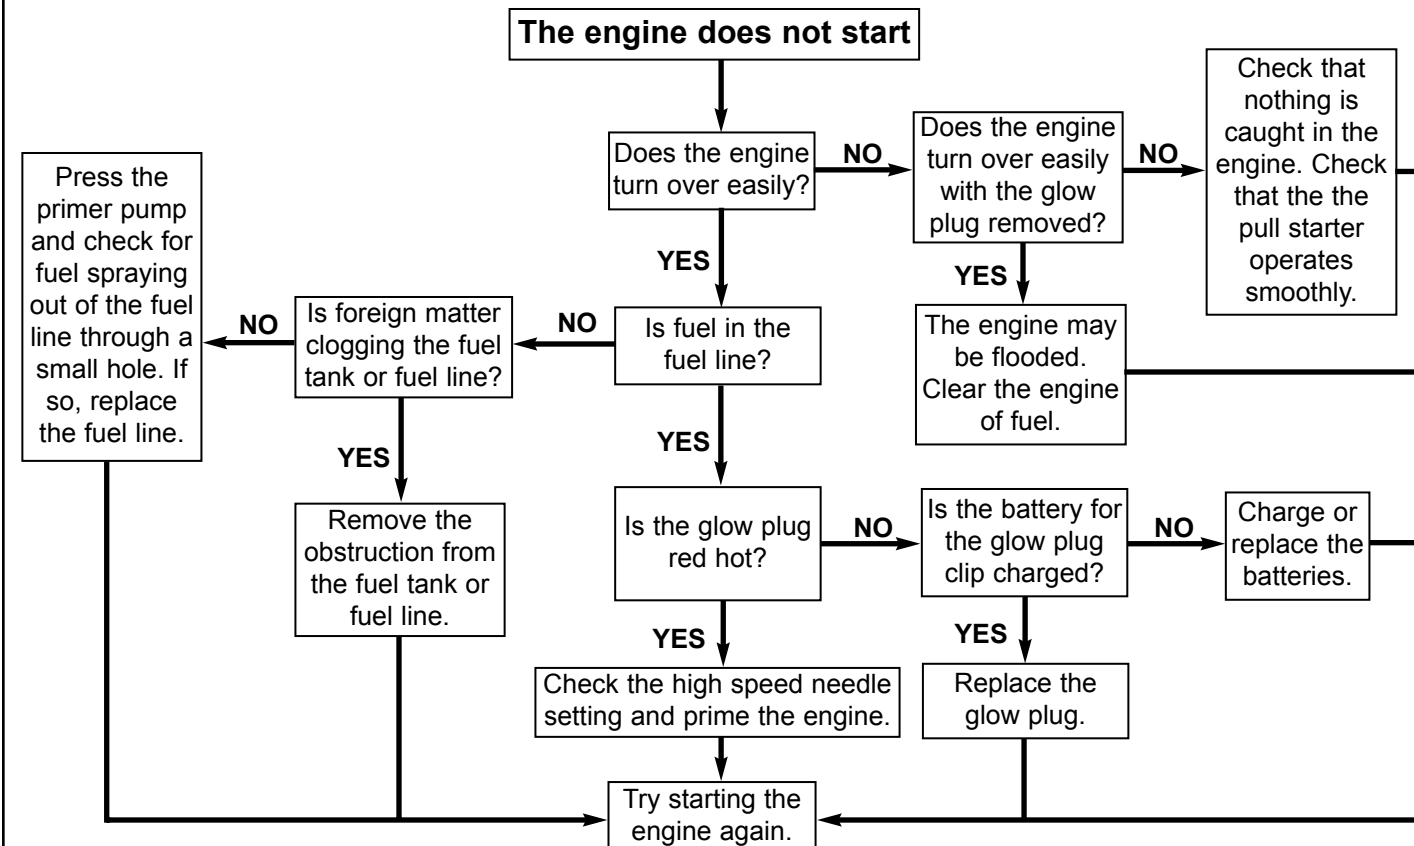 The engine does not start
Does the engine
turn over easily?
NO
Does the engine
turn over easily
with the glow
plug removed?
NO
Check that
nothing is
caught in the
engine. Check
that the the
pull starter
operates
smoothly.
YES
The engine may
be flooded.
Clear the engine
of fuel.
YES
Is fuel in the
fuel line?
NO
Is foreign matter
clogging the fuel
tank or fuel line?
NO
Press the
primer pump
and check for
fuel spraying
out of the fuel
line through a
small hole. If
so, replace
the fuel line.
YES
Remove the
obstruction from
the fuel tank or
fuel line.
YES
Is the glow plug
red hot?
NO
Is the battery for
the glow plug
clip charged?
NO
Charge or
replace the
batteries.
YES
Replace the
glow plug.
YES
Check the high speed needle
setting and prime the engine.
Try starting the
engine again.